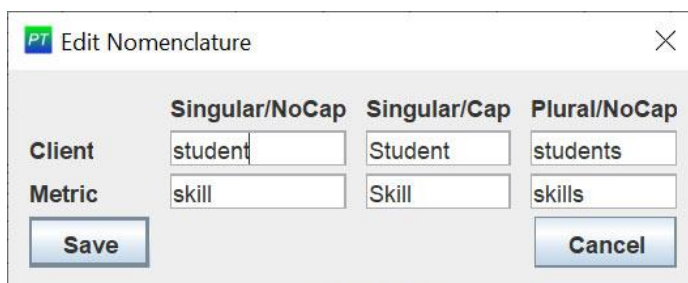 PT Edit Nomenclature
Singular/NoCap Singular/Cap Plural/NoCap
Client student Student students
Metric skill Skill skills
Save Cancel